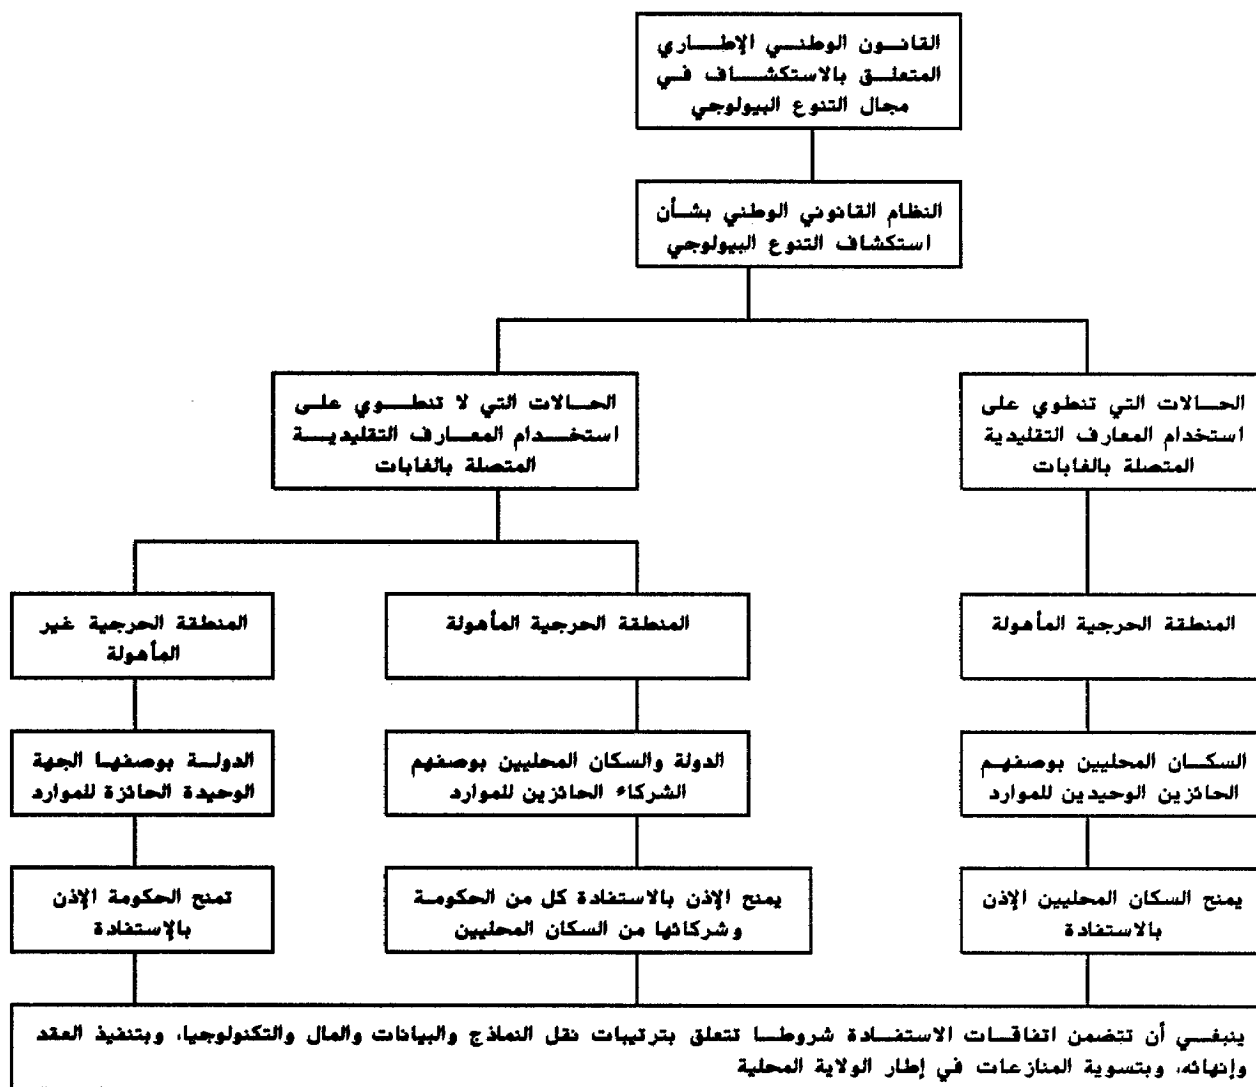 القانون الوطني الإطاري
المتعلق بالاستكشاف في
مجال التنوع البيولوجي
النظام القانوني الوطني بشأن
استكشاف التنوع البيولوجي
الحالات التي تنطوي على
استخدام المعارف التقليدية
المتصلة بالغابات
الحالات التي لا تنطوي على
استخدام المعارف التقليدية
المتصلة بالغابات
المنطقة الحرجية المأهولة
المنطقة الحرجية المأهولة
المنطقة الحرجية غير
المأهولة
السكان المحليين بوصفهم
الحائزين الوحيدين للموارد
الدولة والسكان المحليين بوصفهم
الشركاء الحائزين للموارد
الدولة بوصفها الجهة
الوحيدة الحائزة للموارد
يمنح السكان المحليين الإذن
بالاستفادة
يمنح الإذن بالاستفادة كل من الحكومة
وشركائها من السكان المحليين
تمنح الحكومة الإذن
بالإستفادة
ينبغي أن تتضمن اتفاقات الاستفادة شروطا تتعلق بترتيبات نقل النماذج والبيانات والمال والتكنولوجيا، وبتنفيذ العقد
وإنهائه، وبتسوية المنازعات في إطار الولاية المحلية